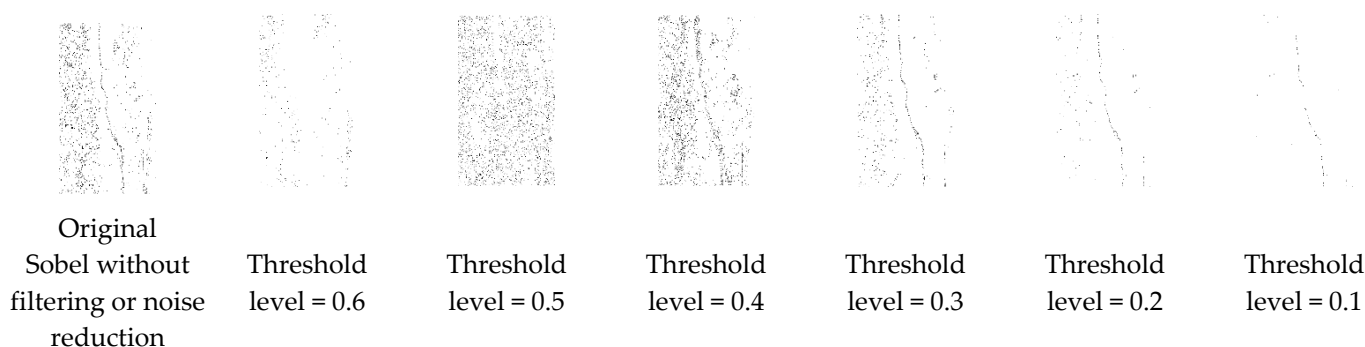 Original
Sobel without
filtering or noise
reduction
Threshold
level = 0.6
Threshold
level = 0.5
Threshold
level = 0.4
Threshold
level = 0.3
Threshold
level = 0.2
Threshold
level = 0.1